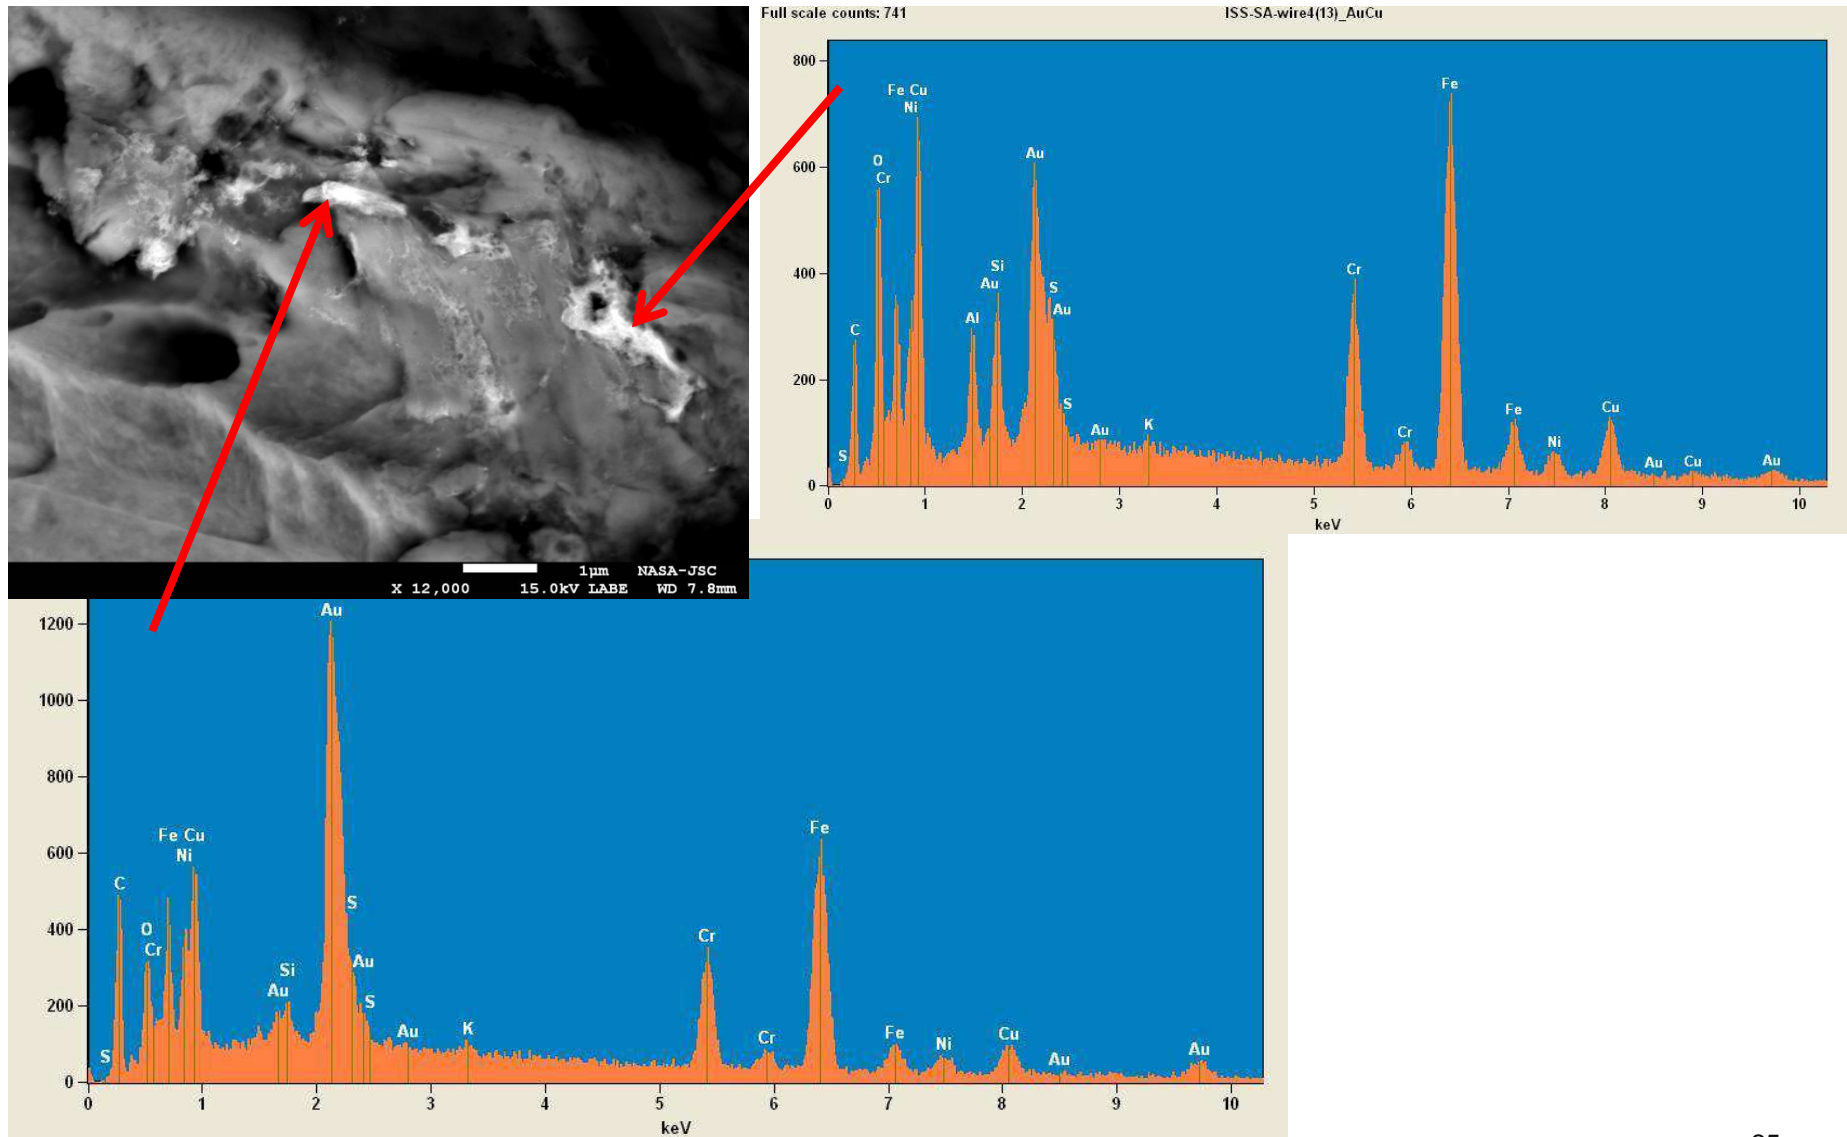 Full scale counts: 741
ISS-SA-wire4(13)_AuCu
800
600
400
200
0
Fe Cu
Ni
O
Cr
C
S
Al
Si
Au
Au
S
Au
S
Au
K
Cr
Cr
Fe
Fe
Ni
Cu
Au
Cu
Au
0 1 2 3 4 5 6 7 8 9 10
keV
1µm NASA-JSC
X 12,000 15.0kV LABE WD 7.8mm
1200
1000
800
600
400
200
0
Au
Fe Cu
Ni
C
O
Cr
S
Si
Au
S
Au
S
Au
K
Cr
Cr
Fe
Fe
Ni
Cu
Au
Au
0 1 2 3 4 5 6 7 8 9 10
keV